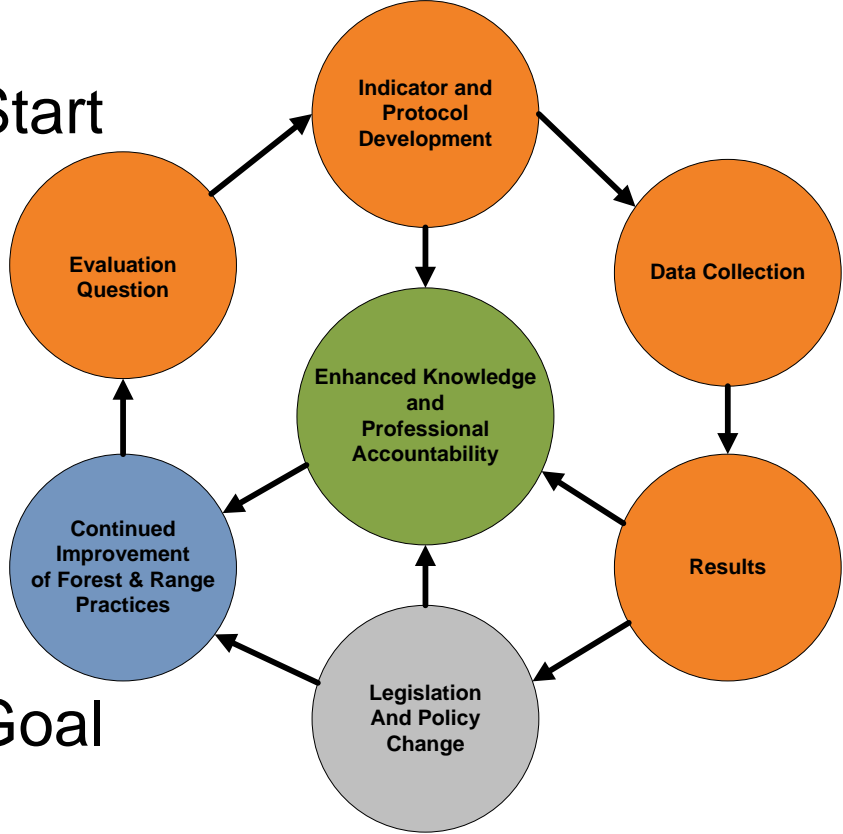 Start
Indicator and
Protocol
Development
Evaluation
Question
Data Collection
Enhanced Knowledge
and
Professional
Accountability
Continued
Improvement
of Forest & Range
Practices
Results
Legislation
And Policy
Change
Goal